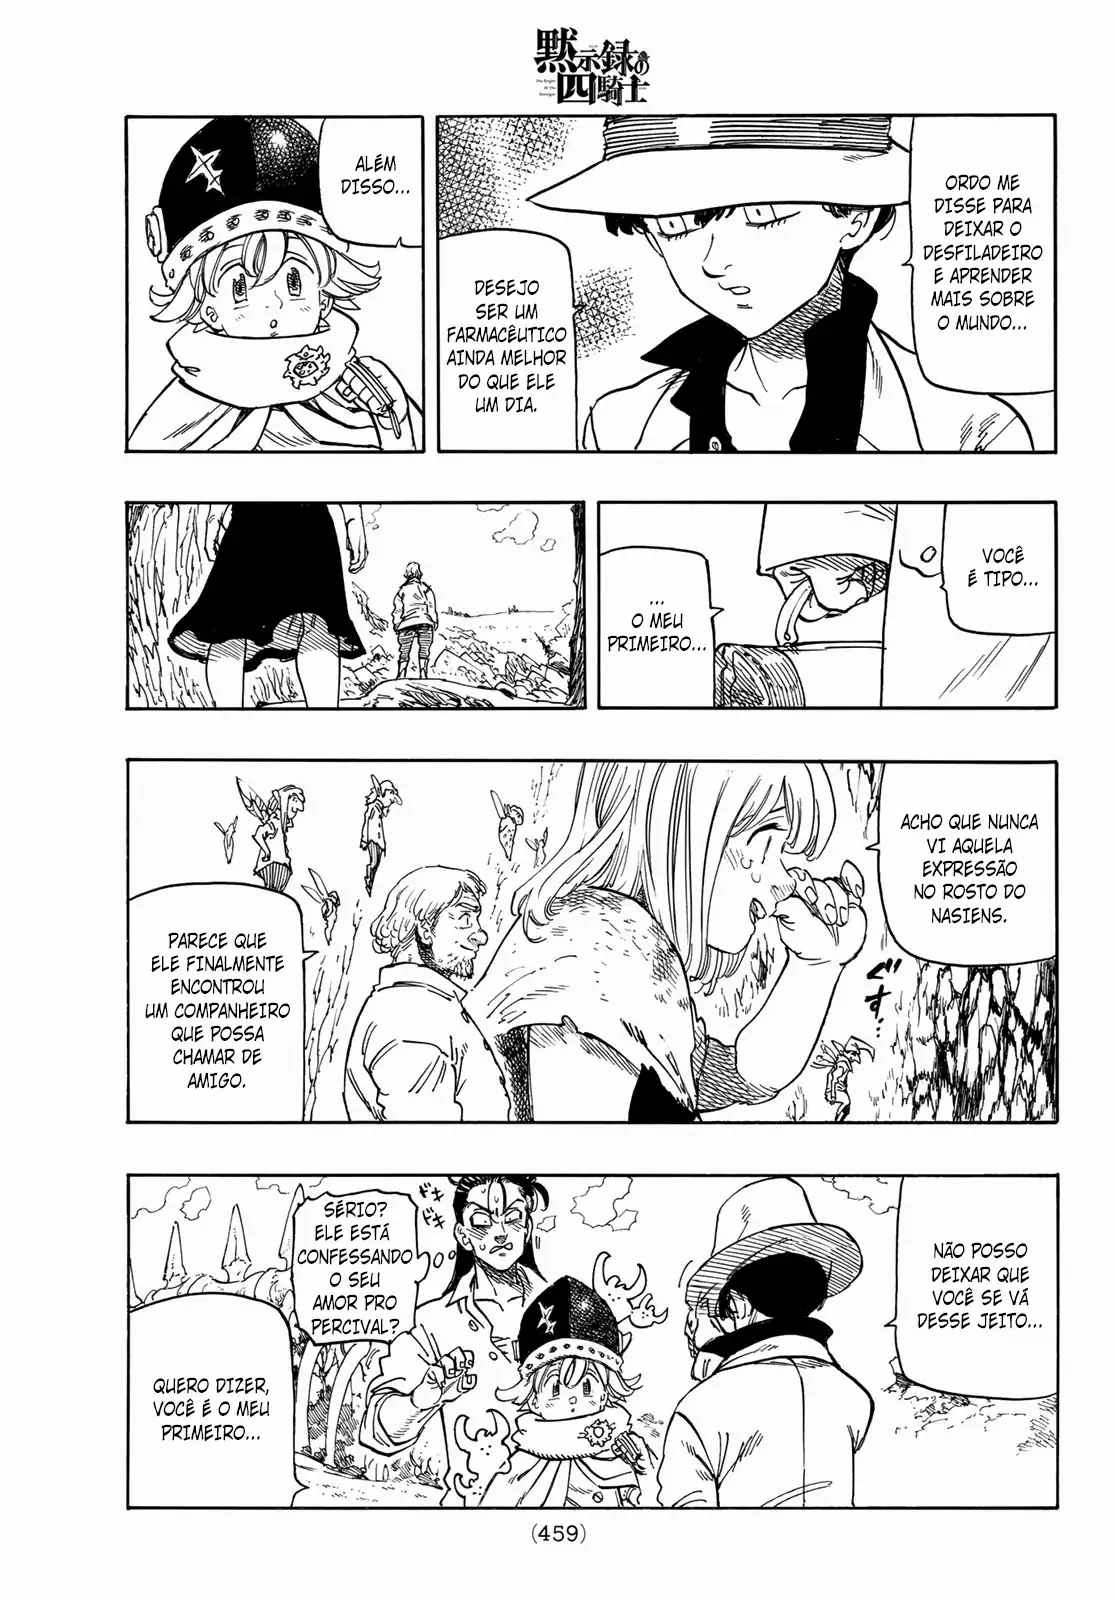 黙示録の
四騎士
ORDO ME
DISSE PARA
DEIXAR O
DESFILADEIRO
E APRENDER
MAIS SOBRE
O MUNDO...
DESEJO
SER UM
FARMACÊUTICO
AINDA MELHOR
DO QUE ELE
UM DIA.
ALÉM
DISSO...
VOCÊ
É TIPO...
...
O MEU
PRIMEIRO...
ACHO QUE NUNCA
VI AQUELA
EXPRESSÃO
NO ROSTO DO
NASIENS.
ぐす…
PARECE QUE
ELE FINALMENTE
ENCONTROU
UM COMPANHEIRO
QUE POSSA
CHAMAR DE
AMIGO.
NÃO POSSO
DEIXAR QUE
VOCÊ SE VÁ
DESSE JEITO...
ドキ
ドキ
SÉRIO?
ELE ESTÁ
CONFESSANDO
O SEU
AMOR PRO
PERCIVAL?
QUERO DIZER,
VOCÊ É O MEU
PRIMEIRO...
(459)